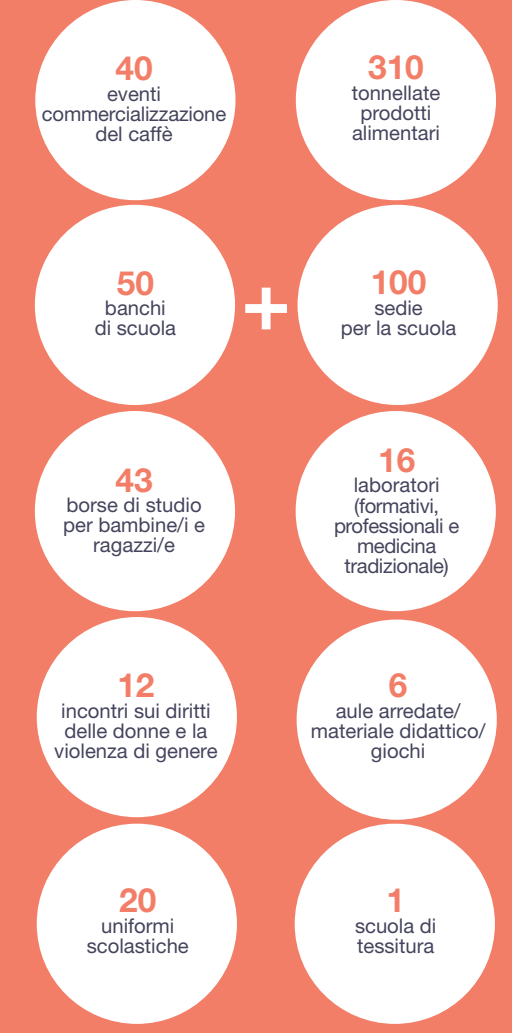 40
eventi
commercializzazione
del caffè
310
tonnellate
prodotti
alimentari
50
banchi
di scuola
+
100
sedie
per la scuola
43
borse di studio
per bambine/i e
ragazzi/e
16
laboratori
(formativi,
professionali e
medicina
tradizionale)
12
incontri sui diritti
delle donne e la
violenza di genere
6
aule arredate/
materiale didattico/
giochi
20
uniformi
scolastiche
1
scuola di
tessitura